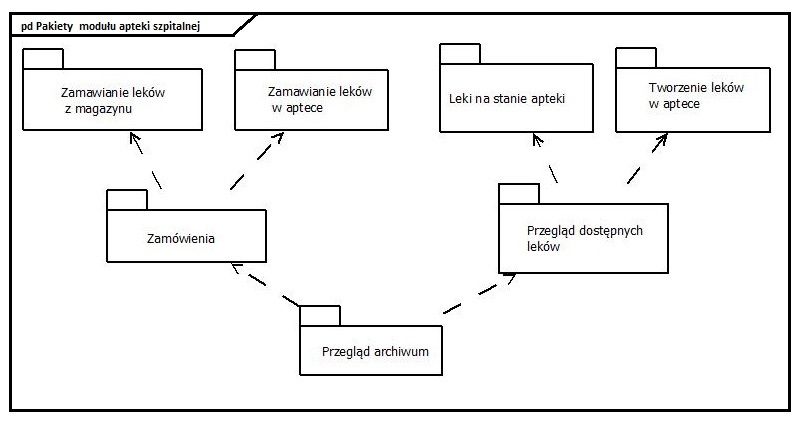 pd Pakiety modułu apteki szpitalnej
Zamawianie leków
z magazynu
Zamawianie leków
w aptece
Leki na stanie apteki
Tworzenie leków
w aptece
Zamówienia
Przegląd dostępnych
leków
Przegląd archiwum